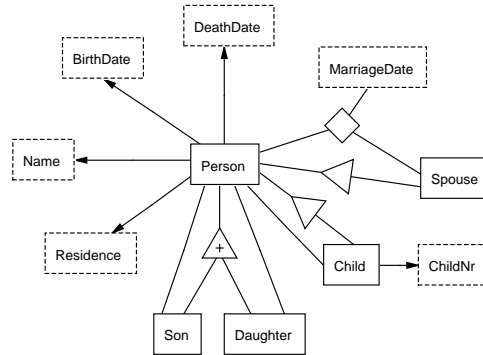 DeathDate
BirthDate
MarriageDate
Name
Person
Spouse
Residence
+
Child
ChildNr
Son
Daughter